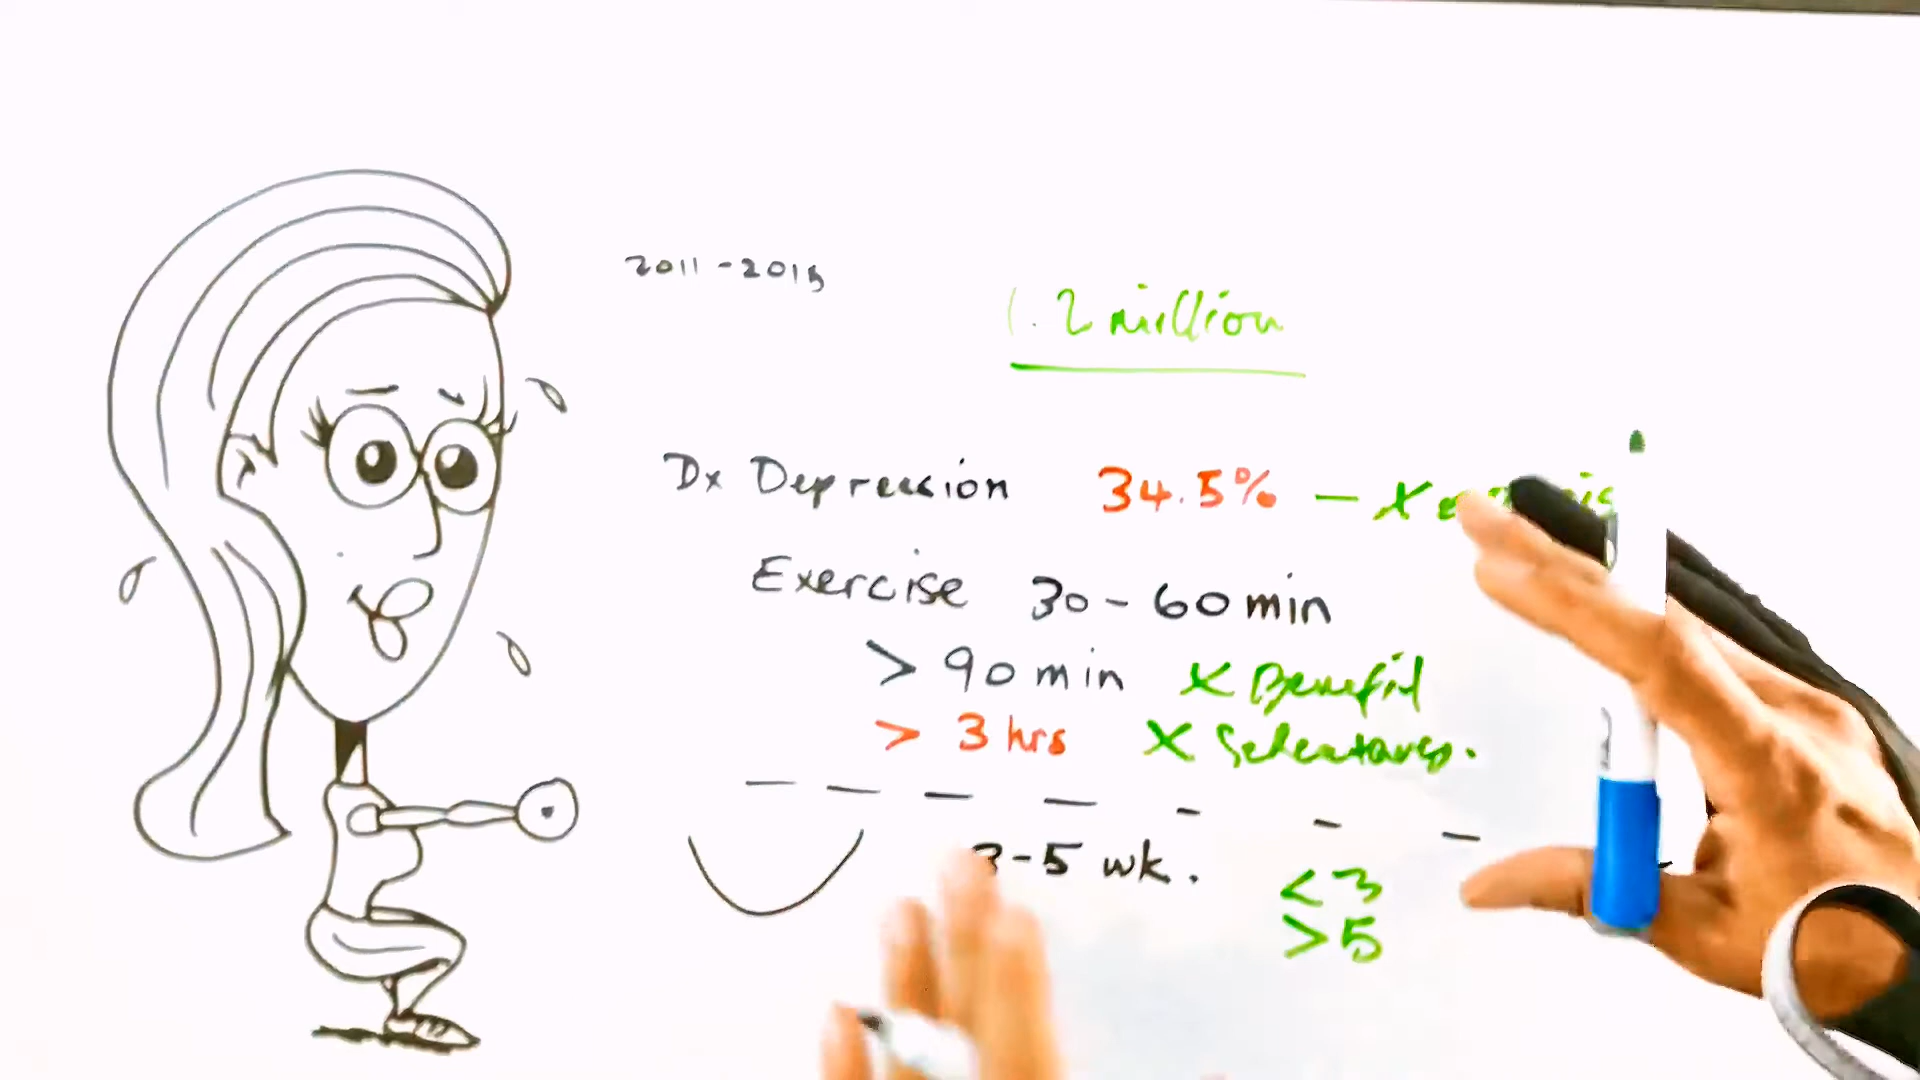 2011-2015
1.2 million
Dx Depression 34.5% — X
Exercise 30-60 min
> 90 min X Benefit
> 3 hrs X Sedentary.
3-5 wk.
<3
>5